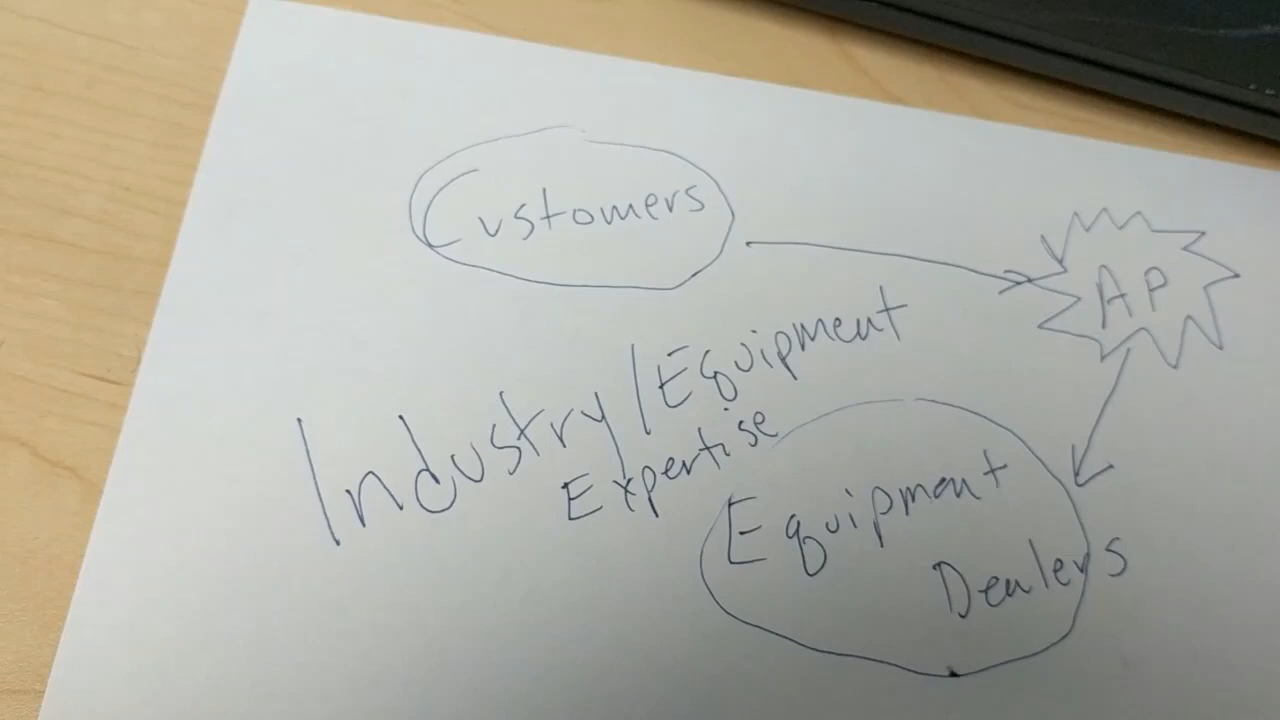 Customers
AP
Industry/Equipment
Expertise
Equipment
Dealers